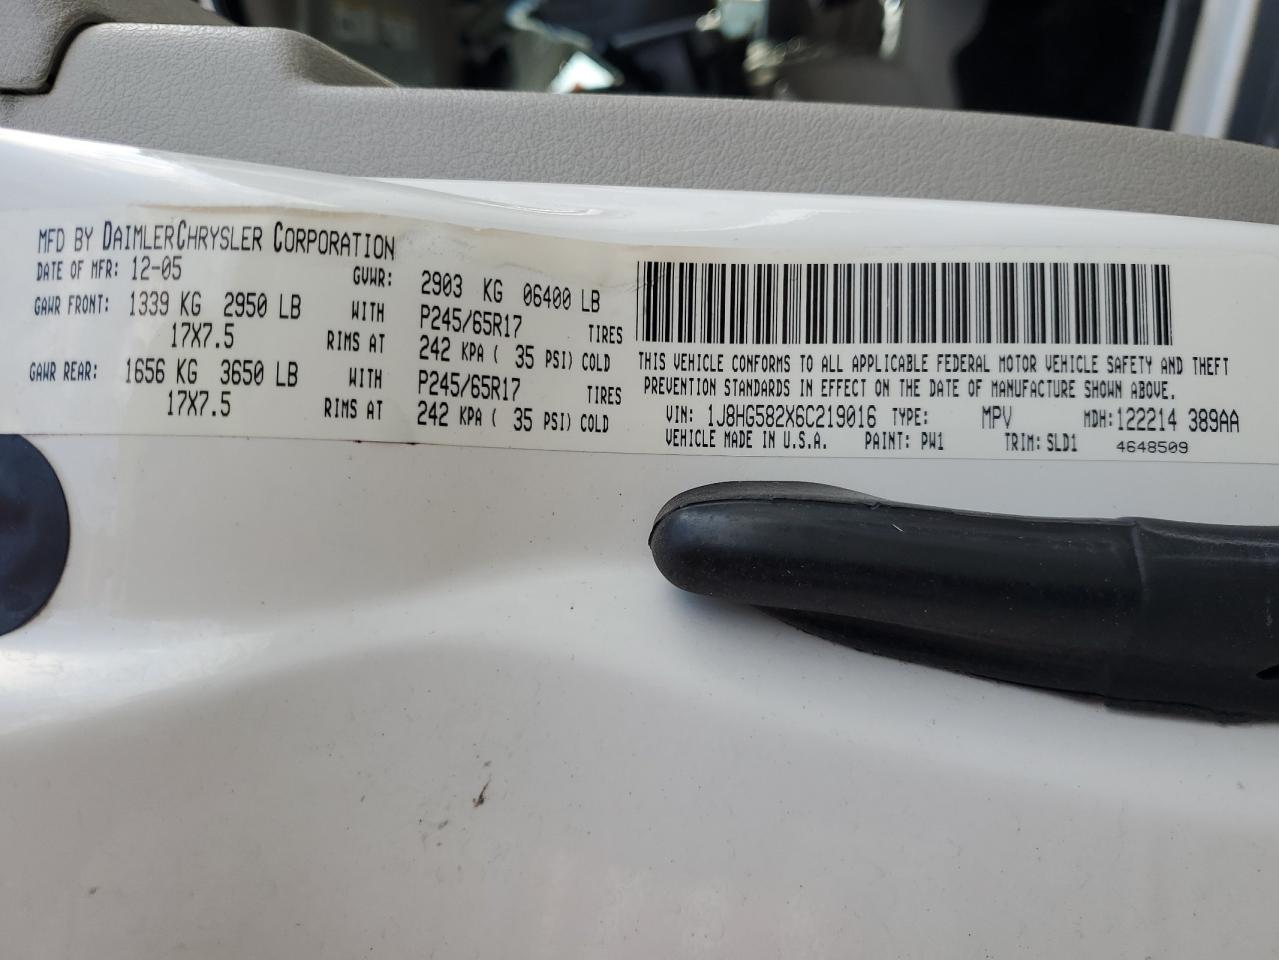 MFD BY DAIMLERCHRYSLER CORPORATION
DATE OF MFR: 12-05 GVWR: 2903 KG 06400 LB
GAWR FRONT: 1339 KG 2950 LB WITH P245/65R17 TIRES
17X7.5 RIMS AT 242 KPA ( 35 PSI) COLD
GAWR REAR: 1656 KG 3650 LB WITH P245/65R17 TIRES
17X7.5 RIMS AT 242 KPA ( 35 PSI) COLD
THIS VEHICLE CONFORMS TO ALL APPLICABLE FEDERAL MOTOR VEHICLE SAFETY AND THEFT
PREVENTION STANDARDS IN EFFECT ON THE DATE OF MANUFACTURE SHOWN ABOVE.
VIN: 1J8HG582X6C219016 TYPE: MPV MDH: 122214 389AA
VEHICLE MADE IN U.S.A. PAINT: PW1 TRIM: SLD1 4648509